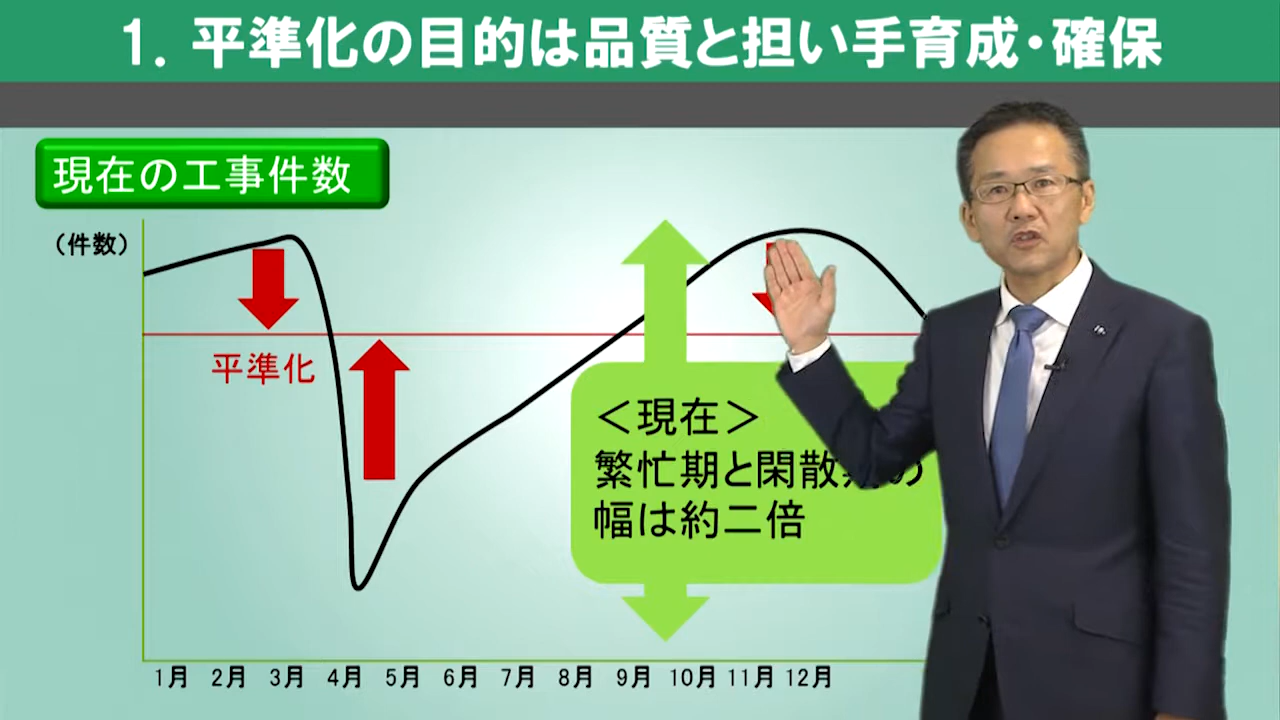 1. 平準化の目的は品質と担い手育成・確保
現在の工事件数
（件数）
平準化
＜現在＞
繁忙期と閑散期の
幅は約二倍
1月 2月 3月 4月 5月 6月 7月 8月 9月 10月 11月 12月